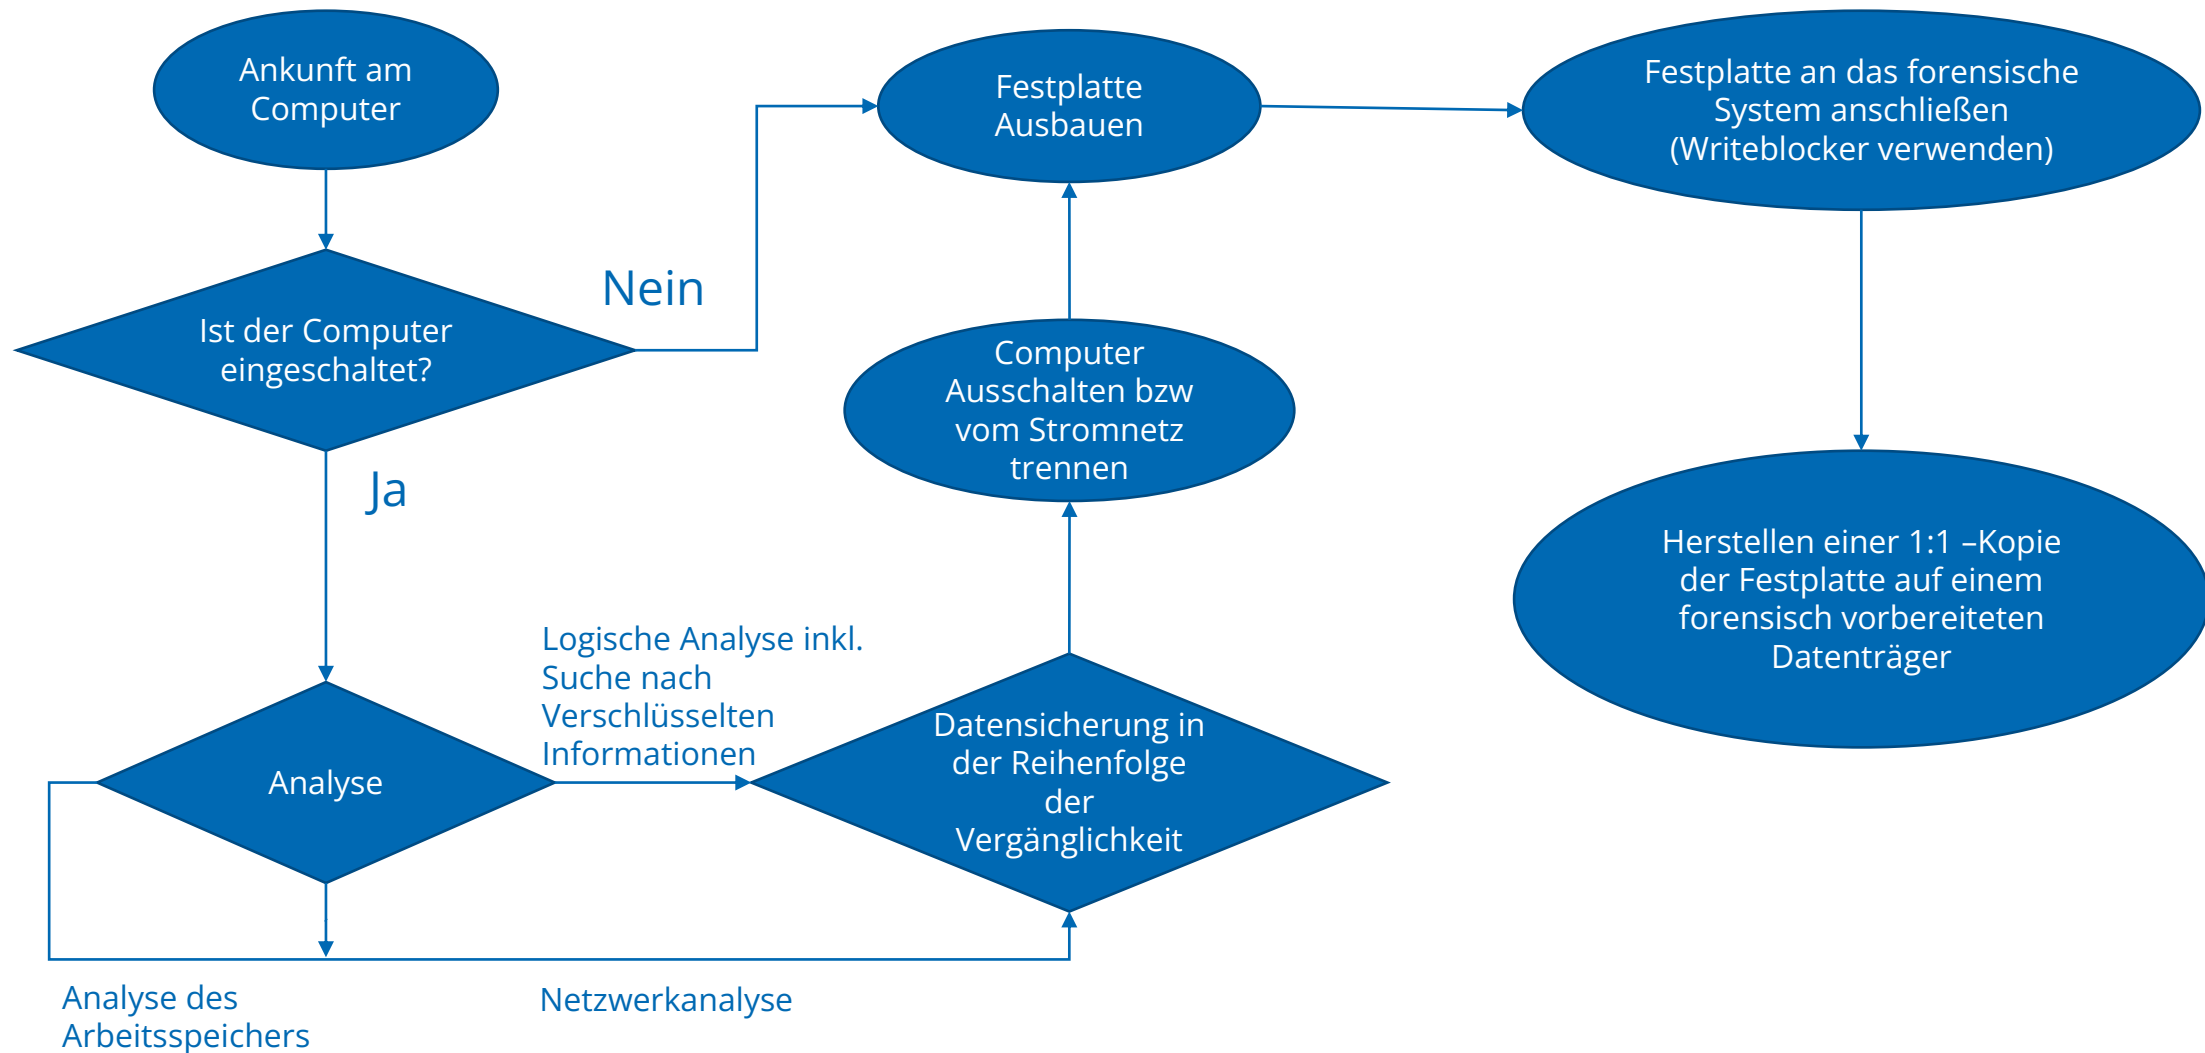 Ankunft am
Computer
Ist der Computer
eingeschaltet?
Nein
Ja
Analyse
Analyse des
Arbeitsspeichers
Netzwerkanalyse
Logische Analyse inkl.
Suche nach
Verschlüsselten
Informationen
Datensicherung in
der Reihenfolge
der
Vergänglichkeit
Computer
Ausschalten bzw
vom Stromnetz
trennen
Festplatte
Ausbauen
Festplatte an das forensische
System anschließen
(Writeblocker verwenden)
Herstellen einer 1:1 –Kopie
der Festplatte auf einem
forensisch vorbereiteten
Datenträger